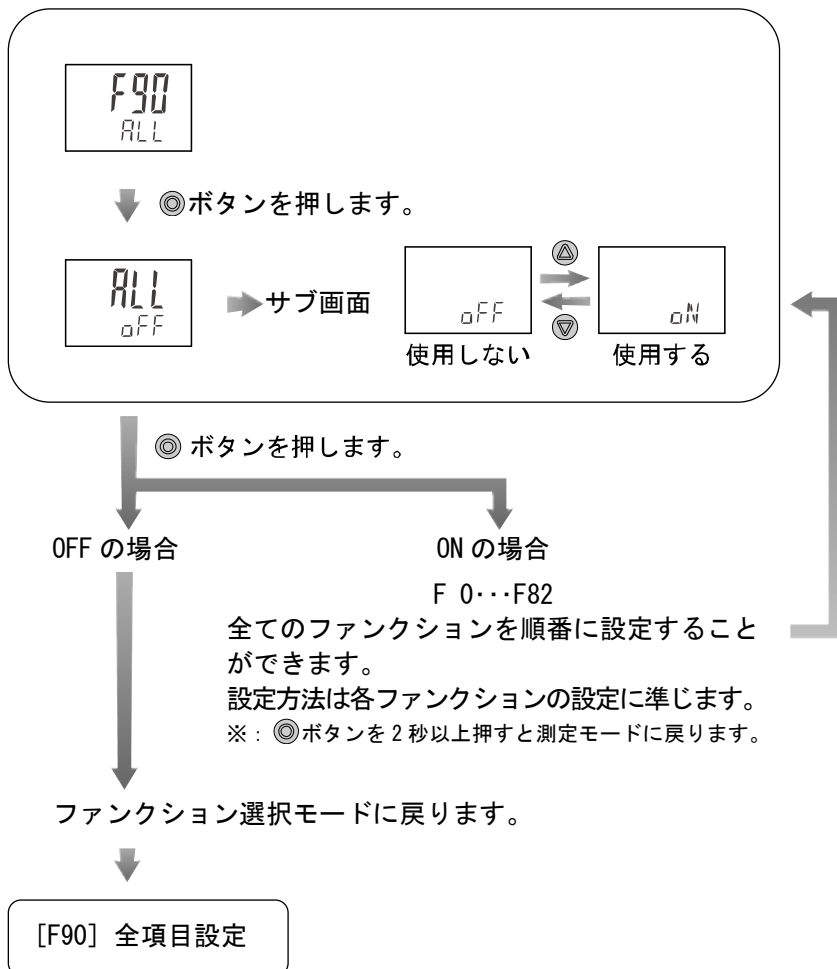 F90
ALL
◎ボタンを押します。
ALL
oFF
サブ画面
oFF
oN
使用しない
使用する
◎ ボタンを押します。
OFF の場合
ON の場合
F 0･･･F82
全てのファンクションを順番に設定すること
ができます。
設定方法は各ファンクションの設定に準じます。
※：◎ボタンを2秒以上押すと測定モードに戻ります。
ファンクション選択モードに戻ります。
[F90] 全項目設定